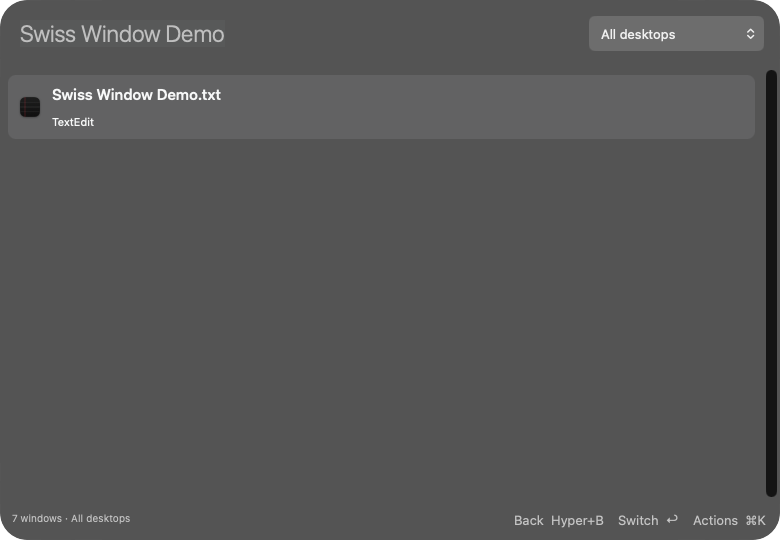 Swiss Window Demo
All desktops
Swiss Window Demo.txt
TextEdit
7 windows · All desktops
Back Hyper+B Switch ↩ Actions ⌘K